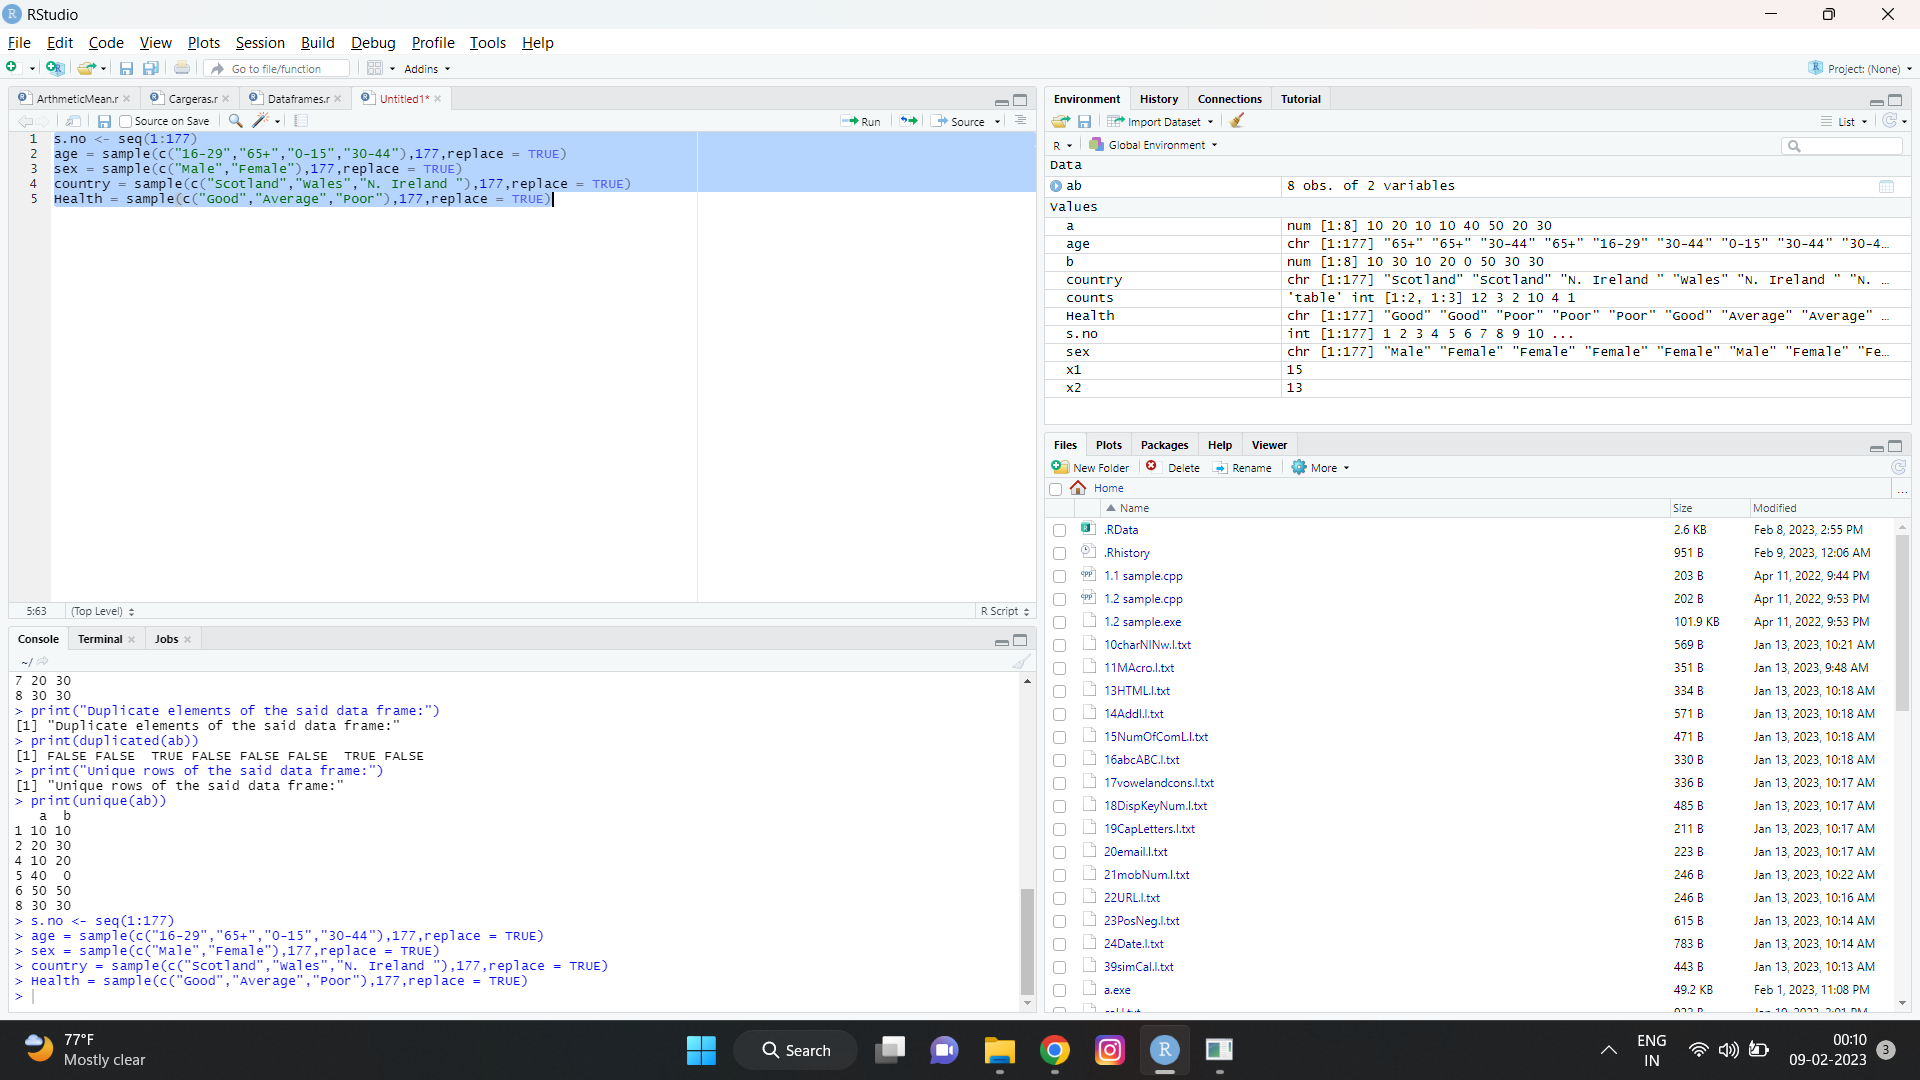 RStudio
File Edit Code View Plots Session Build Debug Profile Tools Help
Go to file/function Addins Project: (None)
ArthmeticMean.r Cargeras.r Dataframes.r Untitled1*
Source on Save Run Source
1 s.no <- seq(1:177)
2 age = sample(c("16-29","65+","0-15","30-44"),177,replace = TRUE)
3 sex = sample(c("Male","Female"),177,replace = TRUE)
4 country = sample(c("Scotland","Wales","N. Ireland "),177,replace = TRUE)
5 Health = sample(c("Good","Average","Poor"),177,replace = TRUE)
5:63 (Top Level) R Script
Console Terminal Jobs
~/
7 20 30
8 30 30
> print("Duplicate elements of the said data frame:")
[1] "Duplicate elements of the said data frame:"
> print(duplicated(ab))
[1] FALSE FALSE  TRUE FALSE FALSE FALSE  TRUE FALSE
> print("Unique rows of the said data frame:")
[1] "Unique rows of the said data frame:"
> print(unique(ab))
a b
1 10 10
2 20 30
4 10 20
5 40 0
6 50 50
8 30 30
> s.no <- seq(1:177)
> age = sample(c("16-29","65+","0-15","30-44"),177,replace = TRUE)
> sex = sample(c("Male","Female"),177,replace = TRUE)
> country = sample(c("Scotland","Wales","N. Ireland "),177,replace = TRUE)
> Health = sample(c("Good","Average","Poor"),177,replace = TRUE)
>
Environment History Connections Tutorial
Import Dataset List
R Global Environment
Data
ab 8 obs. of 2 variables
Values
a num [1:8] 10 20 10 10 40 50 20 30
age chr [1:177] "65+" "65+" "30-44" "65+" "16-29" "30-44" "0-15" "30-44" "30-4…
b num [1:8] 10 30 10 20 0 50 30 30
country chr [1:177] "Scotland" "Scotland" "N. Ireland " "Wales" "N. Ireland " "N. …
counts 'table' int [1:2, 1:3] 12 3 2 10 4 1
Health chr [1:177] "Good" "Good" "Poor" "Poor" "Poor" "Good" "Average" "Average" …
s.no int [1:177] 1 2 3 4 5 6 7 8 9 10 ...
sex chr [1:177] "Male" "Female" "Female" "Female" "Female" "Male" "Female" "Fe…
x1 15
x2 13
Files Plots Packages Help Viewer
New Folder Delete Rename More
Home ...
Name Size Modified
.RData 2.6 KB Feb 8, 2023, 2:55 PM
.Rhistory 951 B Feb 9, 2023, 12:06 AM
1.1 sample.cpp 203 B Apr 11, 2022, 9:44 PM
1.2 sample.cpp 202 B Apr 11, 2022, 9:53 PM
1.2 sample.exe 101.9 KB Apr 11, 2022, 9:53 PM
10charNlNw.l.txt 569 B Jan 13, 2023, 10:21 AM
11MAcro.l.txt 351 B Jan 13, 2023, 9:48 AM
13HTML.l.txt 334 B Jan 13, 2023, 10:18 AM
14Addl.l.txt 571 B Jan 13, 2023, 10:18 AM
15NumOfComL.l.txt 471 B Jan 13, 2023, 10:18 AM
16abcABC.l.txt 330 B Jan 13, 2023, 10:18 AM
17vowelandcons.l.txt 336 B Jan 13, 2023, 10:17 AM
18DispKeyNum.l.txt 485 B Jan 13, 2023, 10:17 AM
19CapLetters.l.txt 211 B Jan 13, 2023, 10:17 AM
20email.l.txt 223 B Jan 13, 2023, 10:17 AM
21mobNum.l.txt 246 B Jan 13, 2023, 10:22 AM
22URL.l.txt 246 B Jan 13, 2023, 10:16 AM
23PosNeg.l.txt 615 B Jan 13, 2023, 10:14 AM
24Date.l.txt 783 B Jan 13, 2023, 10:14 AM
39simCal.l.txt 443 B Jan 13, 2023, 10:13 AM
a.exe 49.2 KB Feb 1, 2023, 11:08 PM
77°F
Mostly clear
Search
ENG
IN
00:10
09-02-2023
3